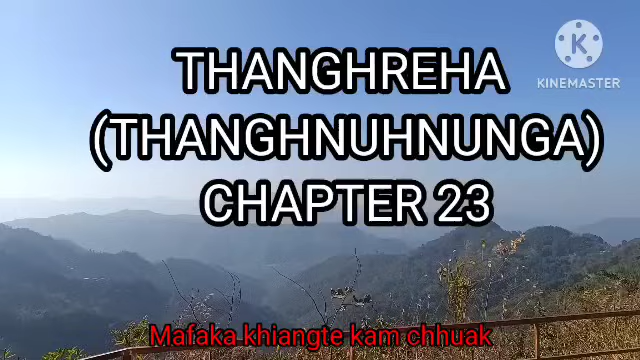 KINEMASTER
THANGHREHA
(THANGHNUHNUNGA)
CHAPTER 23
Mafaka khiangte kam chhuak